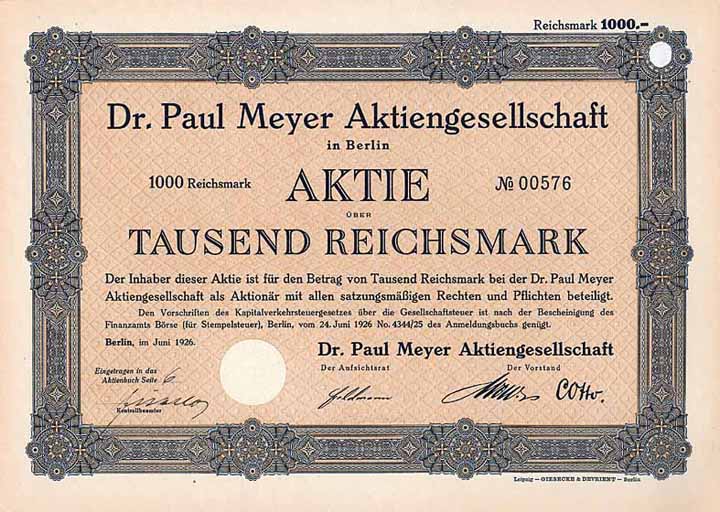 Reichsmark 1000.-
Dr. Paul Meyer Aktiengesellschaft
in Berlin
1000 Reichsmark AKTIE № 00576
ÜBER
TAUSEND REICHSMARK
Der Inhaber dieser Aktie ist für den Betrag von Tausend Reichsmark bei der Dr. Paul Meyer
Aktiengesellschaft als Aktionär mit allen satzungsmäßigen Rechten und Pflichten beteiligt.
Den Vorschriften des Kapitalverkehrsteuergesetzes über die Gesellschaftsteuer ist nach der Bescheinigung des
Finanzamts Börse (für Stempelsteuer), Berlin, vom 24. Juni 1926 No. 4344/25 des Anmeldungsbuchs genügt.
Berlin, im Juni 1926.
Dr. Paul Meyer Aktiengesellschaft
Der Aufsichtsrat Der Vorstand
Eingetragen in das
Aktienbuch Seite 6
Kontrollbeamter
Leipzig — GIESECKE & DEVRIENT — Berlin